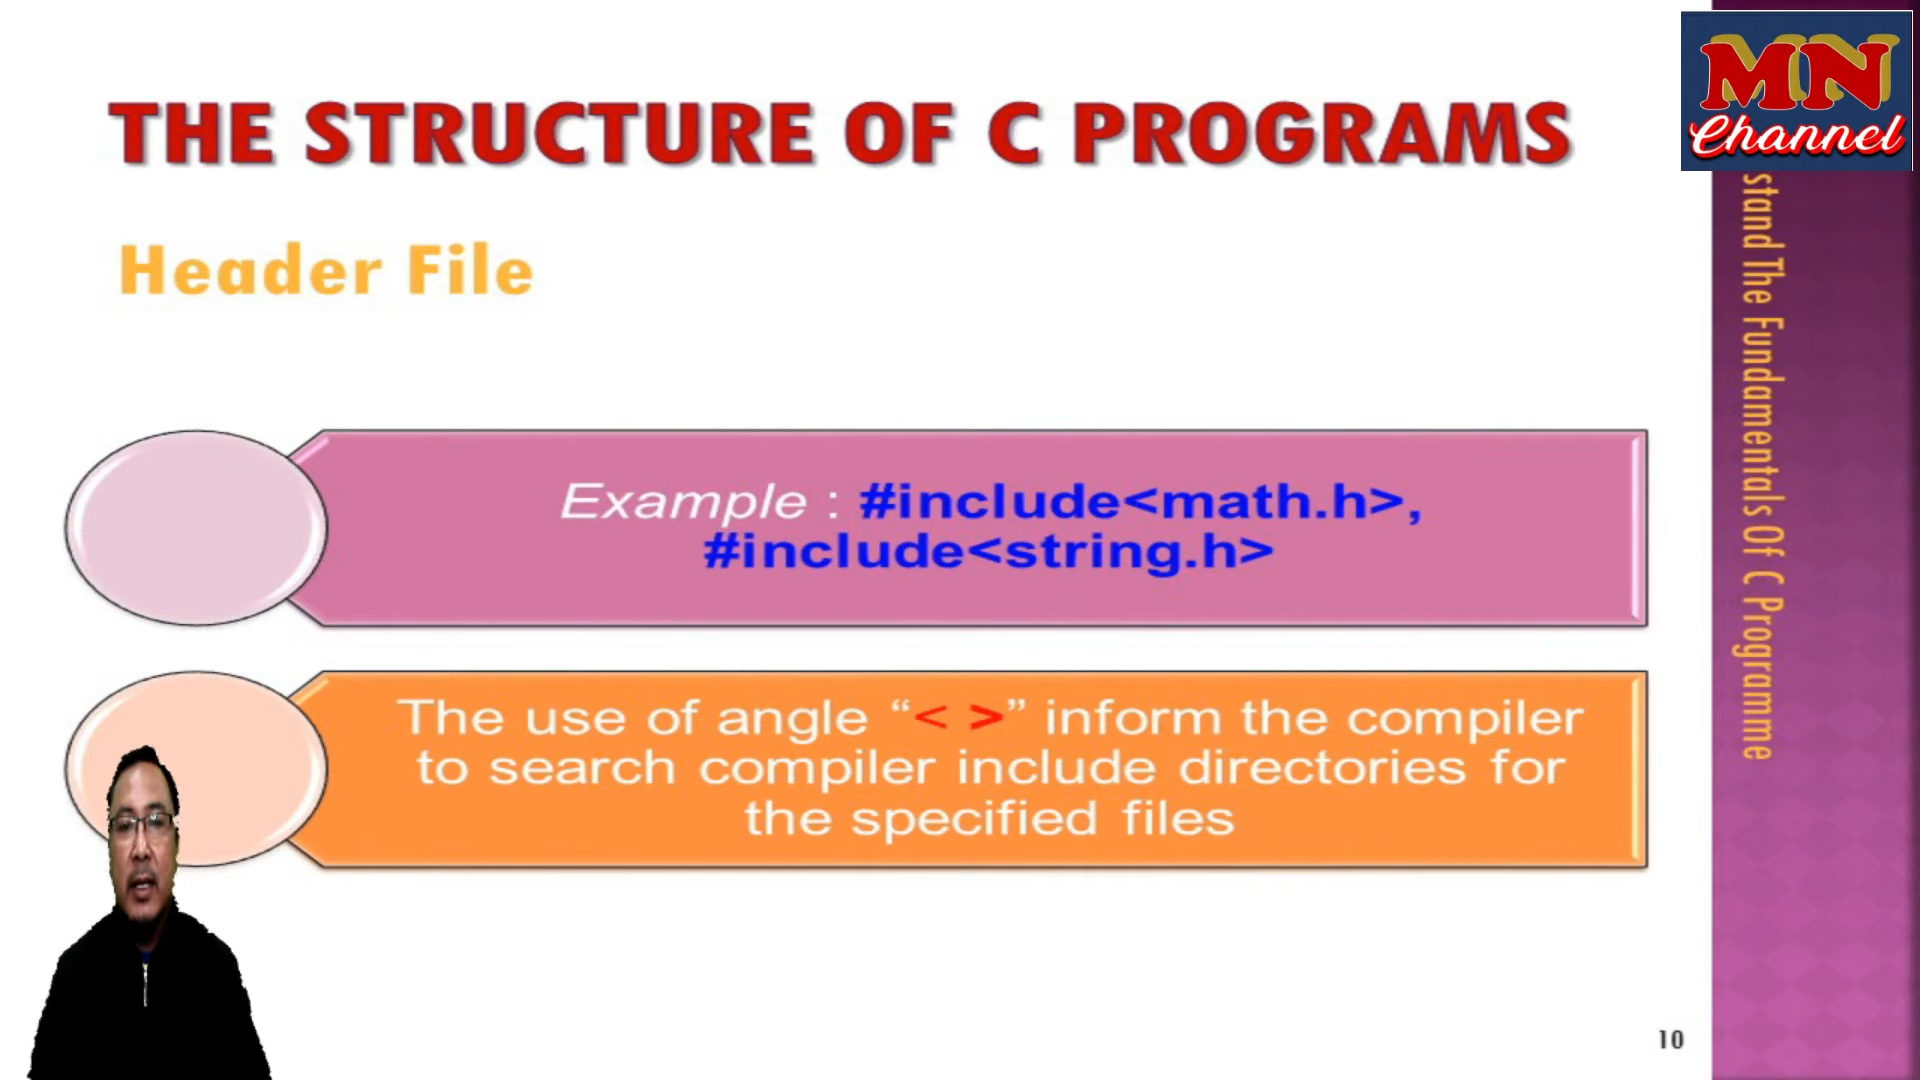 MN
Channel
THE STRUCTURE OF C PROGRAMS
Header File
Example : #include<math.h>,
#include<string.h>
The use of angle “< >” inform the compiler
to search compiler include directories for
the specified files
stand The Fundamentals Of C Programme
10